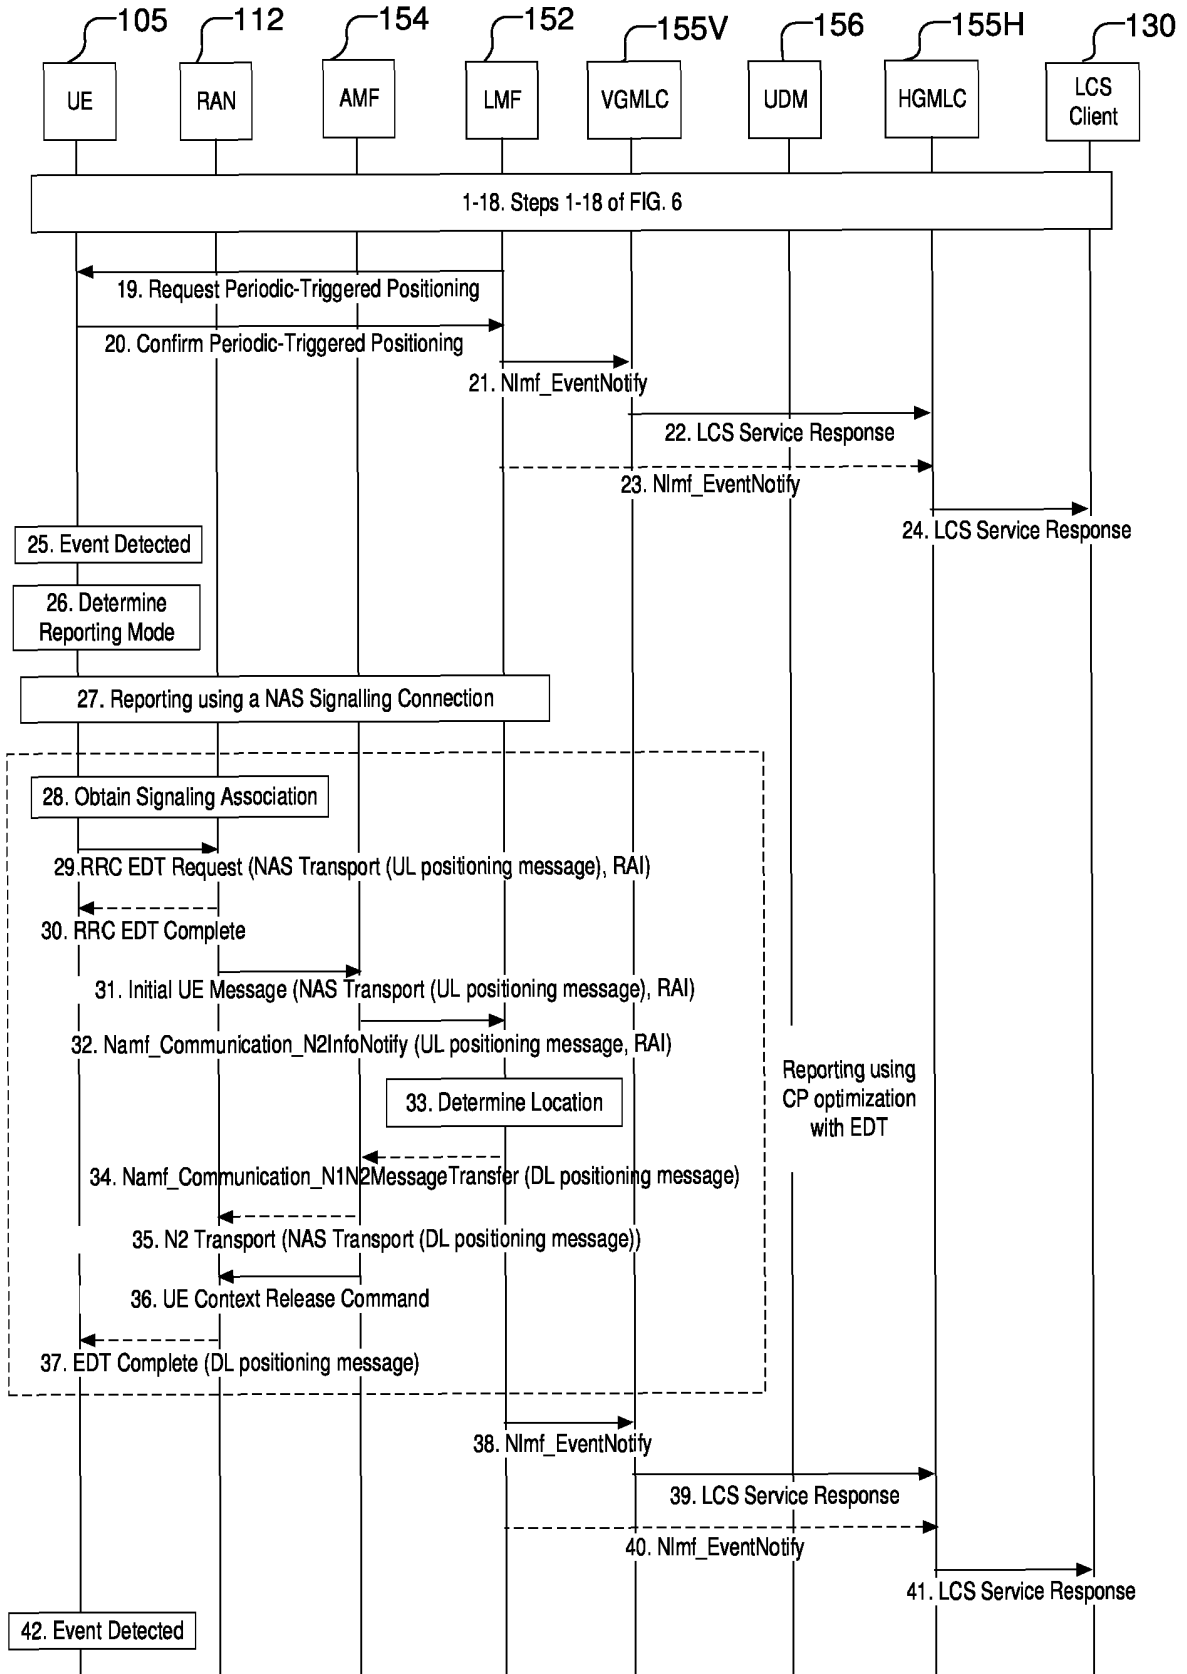 105
112
154
152
155V
156
155H
130
UE
RAN
AMF
LMF
VGMLC
UDM
HGMLC
LCS
Client
1-18. Steps 1-18 of FIG. 6
19. Request Periodic-Triggered Positioning
20. Confirm Periodic-Triggered Positioning
21. Nlmf_EventNotify
22. LCS Service Response
23. Nlmf_EventNotify
24. LCS Service Response
25. Event Detected
26. Determine
Reporting Mode
27. Reporting using a NAS Signalling Connection
28. Obtain Signaling Association
29.RRC EDT Request (NAS Transport (UL positioning message), RAI)
30. RRC EDT Complete
31. Initial UE Message (NAS Transport (UL positioning message), RAI)
32. Namf_Communication_N2InfoNotify (UL positioning message, RAI)
Reporting using
CP optimization
with EDT
33. Determine Location
34. Namf_Communication_N1N2MessageTransfer (DL positioning message)
35. N2 Transport (NAS Transport (DL positioning message))
36. UE Context Release Command
37. EDT Complete (DL positioning message)
38. Nlmf_EventNotify
39. LCS Service Response
40. Nlmf_EventNotify
41. LCS Service Response
42. Event Detected